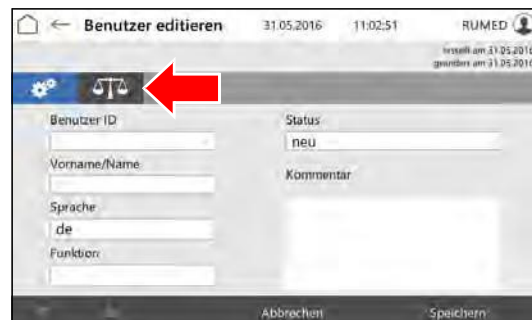 Benutzer editieren 31.05.2016 11:02:51 RUMED
erstellt am 31.05.2016
geändert am 31.05.2016
Benutzer ID
Status
neu
Vorname/Name
Kommentar
Sprache
de
Funktion
Abbrechen Speichern